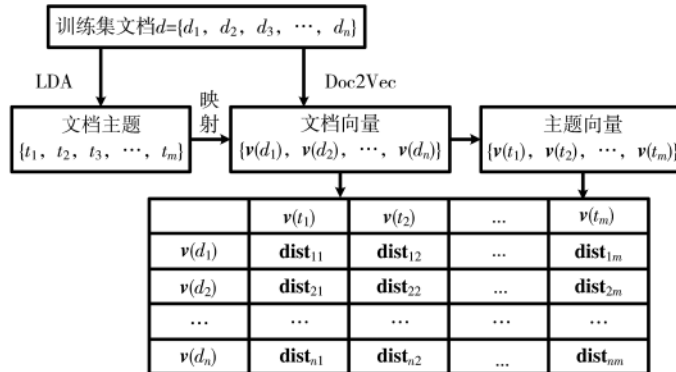 训练集文档d={d1, d2, d3, …, dn}
LDA
Doc2Vec
文档主题
{t1, t2, t3, …, tm}
映射
文档向量
{v(d1), v(d2), …, v(dn)}
主题向量
{v(t1), v(t2), …, v(tm)}
v(t1) v(t2) ... v(tm)
v(d1) dist11 dist12 ... dist1m
v(d2) dist21 dist22 ... dist2m
… … … … …
v(dn) distn1 distn2 ... distnm